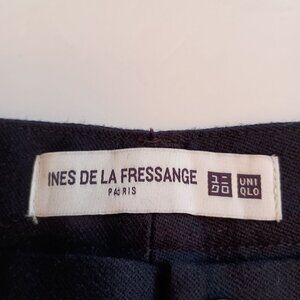 INES DE LA FRESSANGE
PARIS
ユニ
クロ
UNI
QLO